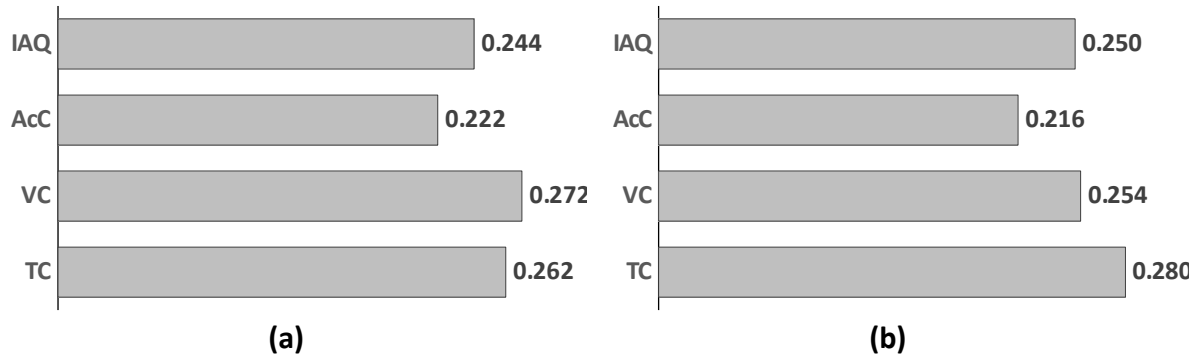 IAQ 0.244
AcC 0.222
VC 0.272
TC 0.262
(a)
IAQ 0.250
AcC 0.216
VC 0.254
TC 0.280
(b)